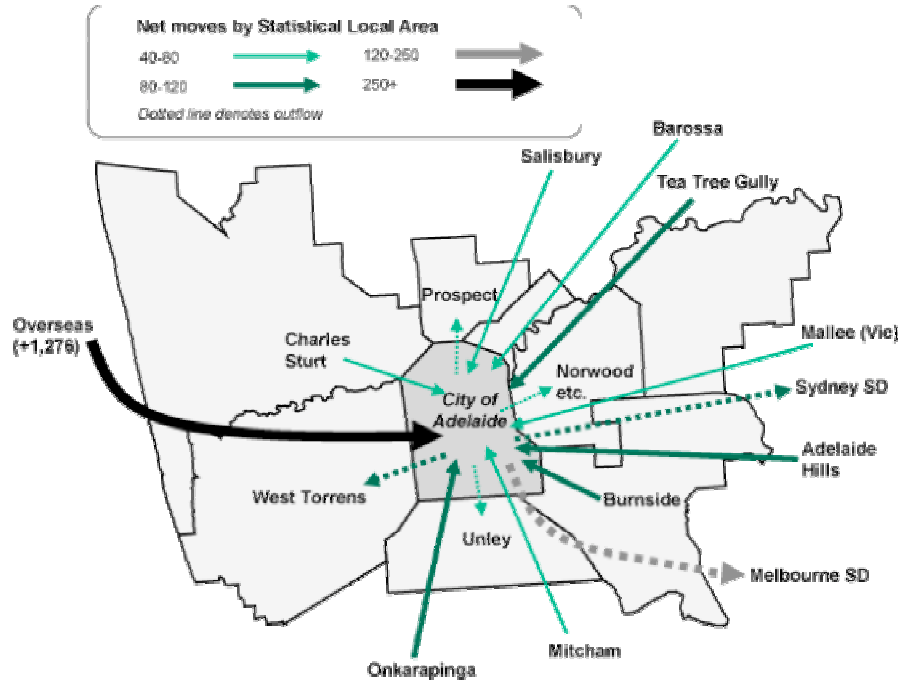 Net moves by Statistical Local Area
40-80
120-250
80-120
250+
Dotted line denotes outflow
Barossa
Salisbury
Tea Tree Gully
Prospect
Overseas
(+1,276)
Charles
Sturt
Mallee (Vic)
Norwood
etc.
Sydney SD
City of
Adelaide
Adelaide
Hills
West Torrens
Burnside
Unley
Melbourne SD
Mitcham
Onkarapinga